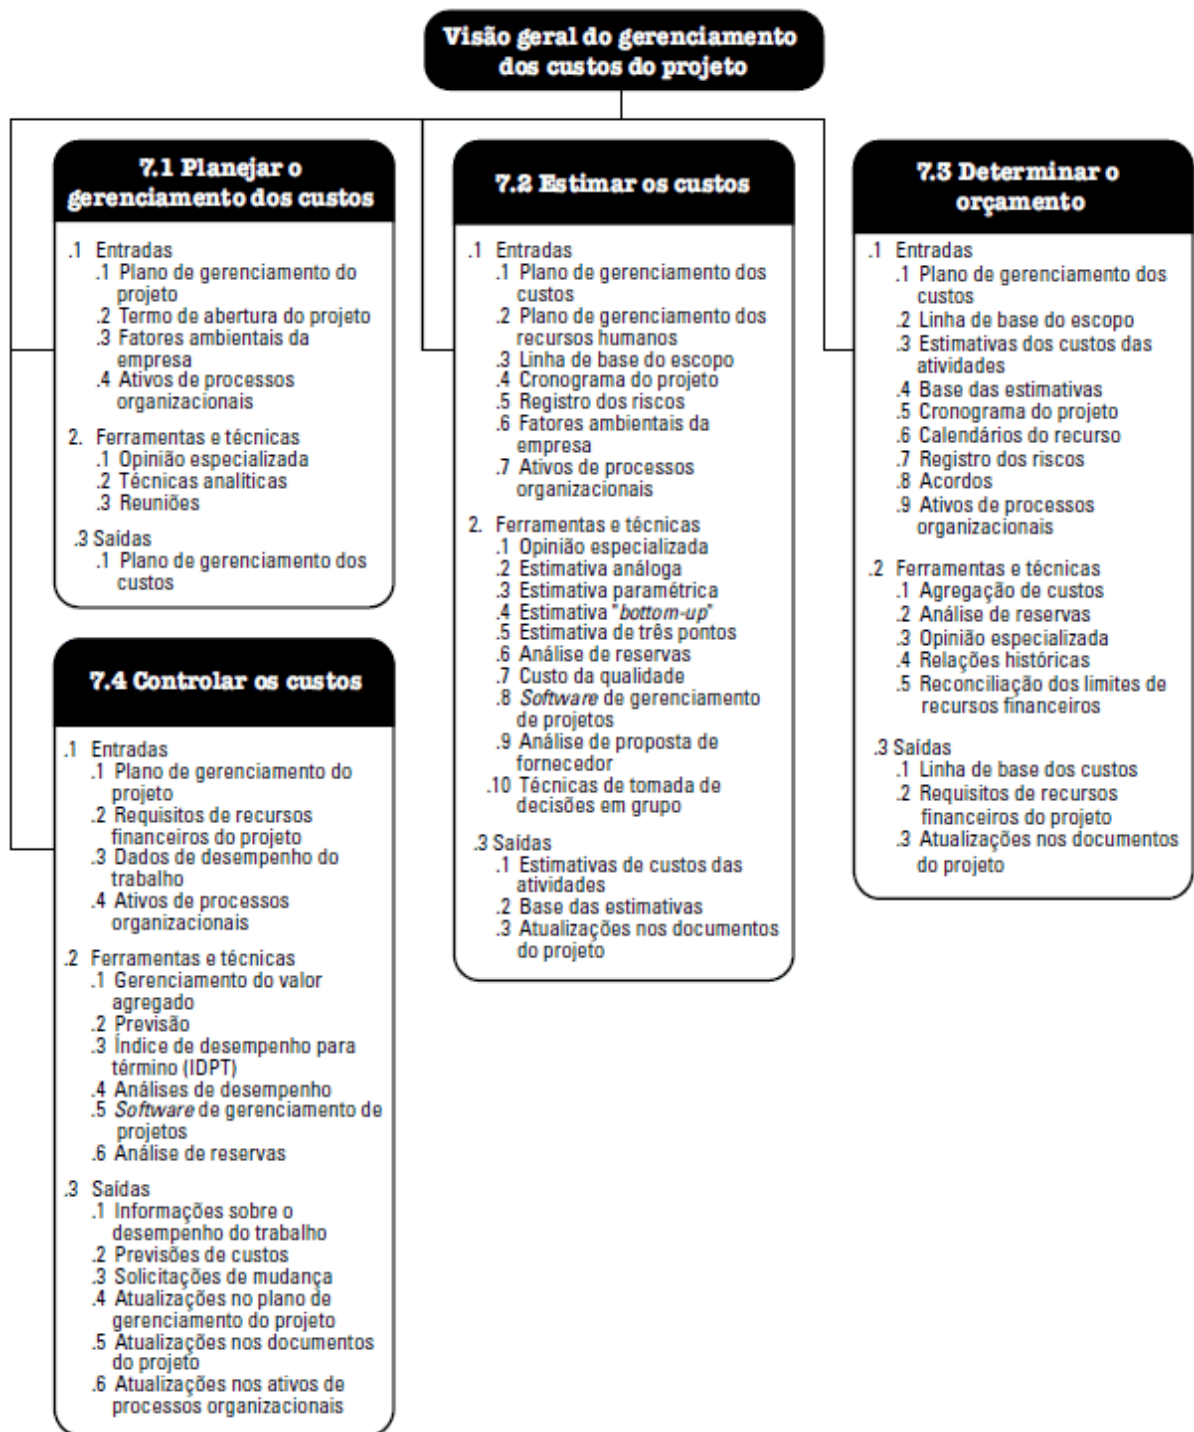 Visão geral do gerenciamento
dos custos do projeto
7.1 Planejar o
gerenciamento dos custos
.1 Entradas
.1 Plano de gerenciamento do
projeto
.2 Termo de abertura do projeto
.3 Fatores ambientais da
empresa
.4 Ativos de processos
organizacionais
2. Ferramentas e técnicas
.1 Opinião especializada
.2 Técnicas analíticas
.3 Reuniões
.3 Saídas
.1 Plano de gerenciamento dos
custos
7.2 Estimar os custos
.1 Entradas
.1 Plano de gerenciamento dos
custos
.2 Plano de gerenciamento dos
recursos humanos
.3 Linha de base do escopo
.4 Cronograma do projeto
.5 Registro dos riscos
.6 Fatores ambientais da
empresa
.7 Ativos de processos
organizacionais
2. Ferramentas e técnicas
.1 Opinião especializada
.2 Estimativa análoga
.3 Estimativa paramétrica
.4 Estimativa "bottom-up"
.5 Estimativa de três pontos
.6 Análise de reservas
.7 Custo da qualidade
.8 Software de gerenciamento
de projetos
.9 Análise de proposta de
fornecedor
.10 Técnicas de tomada de
decisões em grupo
.3 Saídas
.1 Estimativas de custos das
atividades
.2 Base das estimativas
.3 Atualizações nos documentos
do projeto
7.3 Determinar o
orçamento
.1 Entradas
.1 Plano de gerenciamento dos
custos
.2 Linha de base do escopo
.3 Estimativas dos custos das
atividades
.4 Base das estimativas
.5 Cronograma do projeto
.6 Calendários do recurso
.7 Registro dos riscos
.8 Acordos
.9 Ativos de processos
organizacionais
.2 Ferramentas e técnicas
.1 Agregação de custos
.2 Análise de reservas
.3 Opinião especializada
.4 Relações históricas
.5 Reconciliação dos limites de
recursos financeiros
.3 Saídas
.1 Linha de base dos custos
.2 Requisitos de recursos
financeiros do projeto
.3 Atualizações nos documentos
do projeto
7.4 Controlar os custos
.1 Entradas
.1 Plano de gerenciamento do
projeto
.2 Requisitos de recursos
financeiros do projeto
.3 Dados de desempenho do
trabalho
.4 Ativos de processos
organizacionais
.2 Ferramentas e técnicas
.1 Gerenciamento do valor
agregado
.2 Previsão
.3 Índice de desempenho para
término (IDPT)
.4 Análises de desempenho
.5 Software de gerenciamento de
projetos
.6 Análise de reservas
.3 Saídas
.1 Informações sobre o
desempenho do trabalho
.2 Previsões de custos
.3 Solicitações de mudança
.4 Atualizações no plano de
gerenciamento do projeto
.5 Atualizações nos documentos
do projeto
.6 Atualizações nos ativos de
processos organizacionais